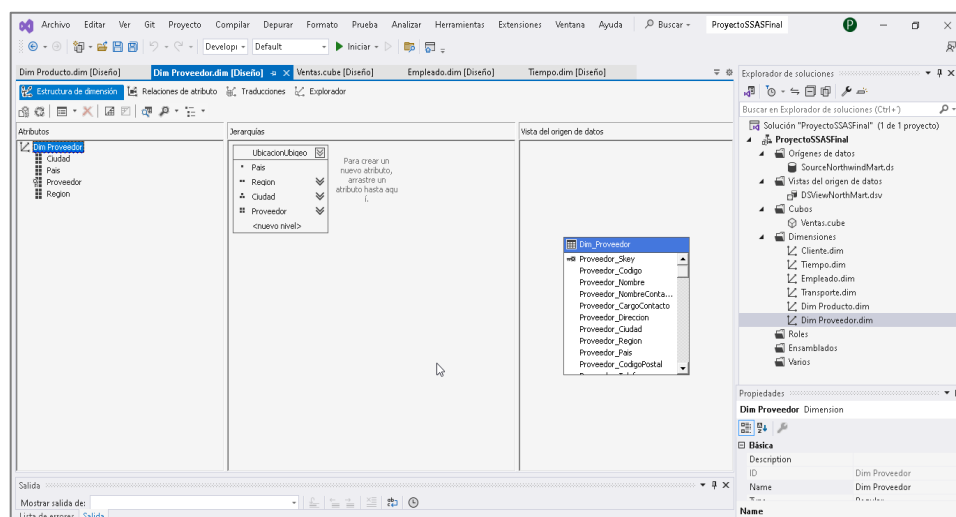 Archivo Editar Ver Git Proyecto Compilar Depurar Formato Prueba Analizar Herramientas Extensiones Ventana Ayuda Buscar ProyectoSSASFinal P
Develop Default Iniciar
Dim Producto.dim [Diseño] Dim Proveedor.dim [Diseño] Ventas.cube [Diseño] Empleado.dim [Diseño] Tiempo.dim [Diseño]
Estructura de dimensión Relaciones de atributo Traducciones Explorador
Atributos
Dim Proveedor
Ciudad
Pais
Proveedor
Region
Jerarquías
UbicacionUbigeo
Pais
Region
Ciudad
Proveedor
<nuevo nivel>
Para crear un
nuevo atributo,
arrastre un
atributo hasta aqu
í.
Vista del origen de datos
Dim_Proveedor
Proveedor_Skey
Proveedor_Codigo
Proveedor_Nombre
Proveedor_NombreConta...
Proveedor_CargoContacto
Proveedor_Direccion
Proveedor_Ciudad
Proveedor_Region
Proveedor_Pais
Proveedor_CodigoPostal
Explorador de soluciones
Buscar en Explorador de soluciones (Ctrl+')
Solución "ProyectoSSASFinal" (1 de 1 proyecto)
ProyectoSSASFinal
Orígenes de datos
SourceNorthwindMart.ds
Vistas del origen de datos
DSViewNorthMart.dsv
Cubos
Ventas.cube
Dimensiones
Cliente.dim
Tiempo.dim
Empleado.dim
Transporte.dim
Dim Producto.dim
Dim Proveedor.dim
Roles
Ensamblados
Varios
Propiedades
Dim Proveedor Dimension
Básica
Description
ID Dim Proveedor
Name Dim Proveedor
Name
Salida
Mostrar salida de:
Lista de errores Salida